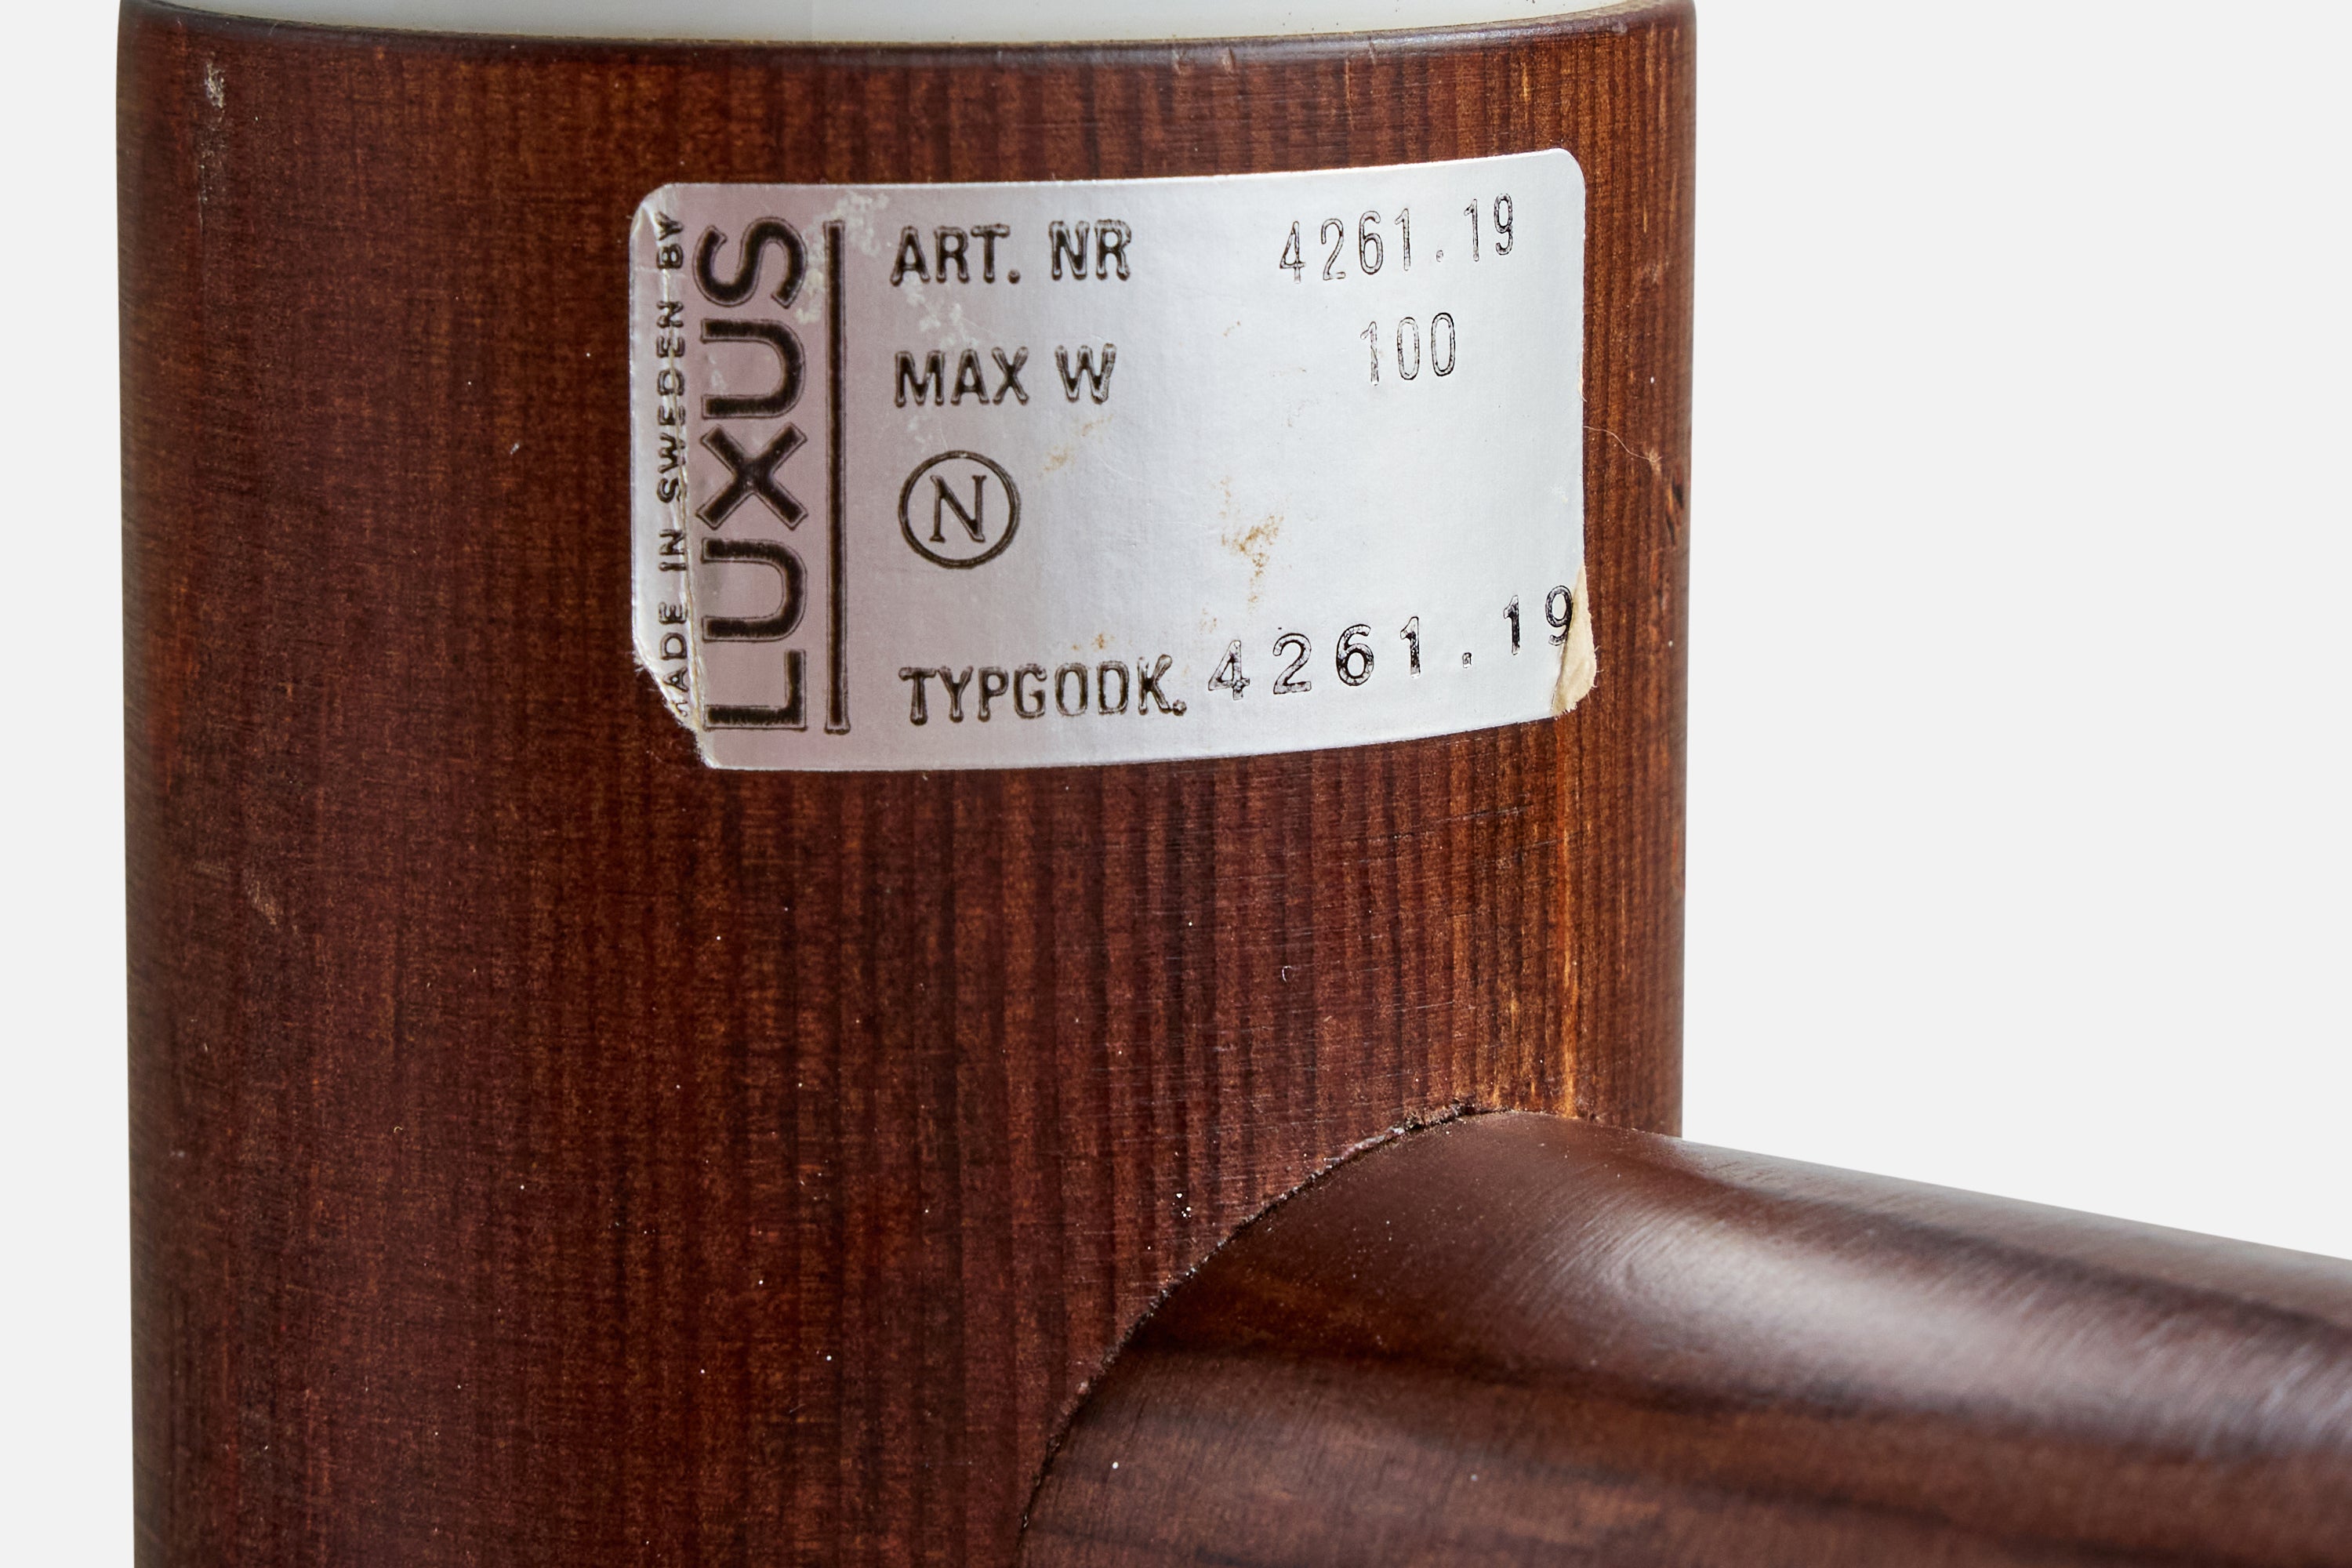 MADE IN SWEDEN BY
LUXUS
ART. NR 4261.19
MAX W 100
N
TYPGODK. 4261.19